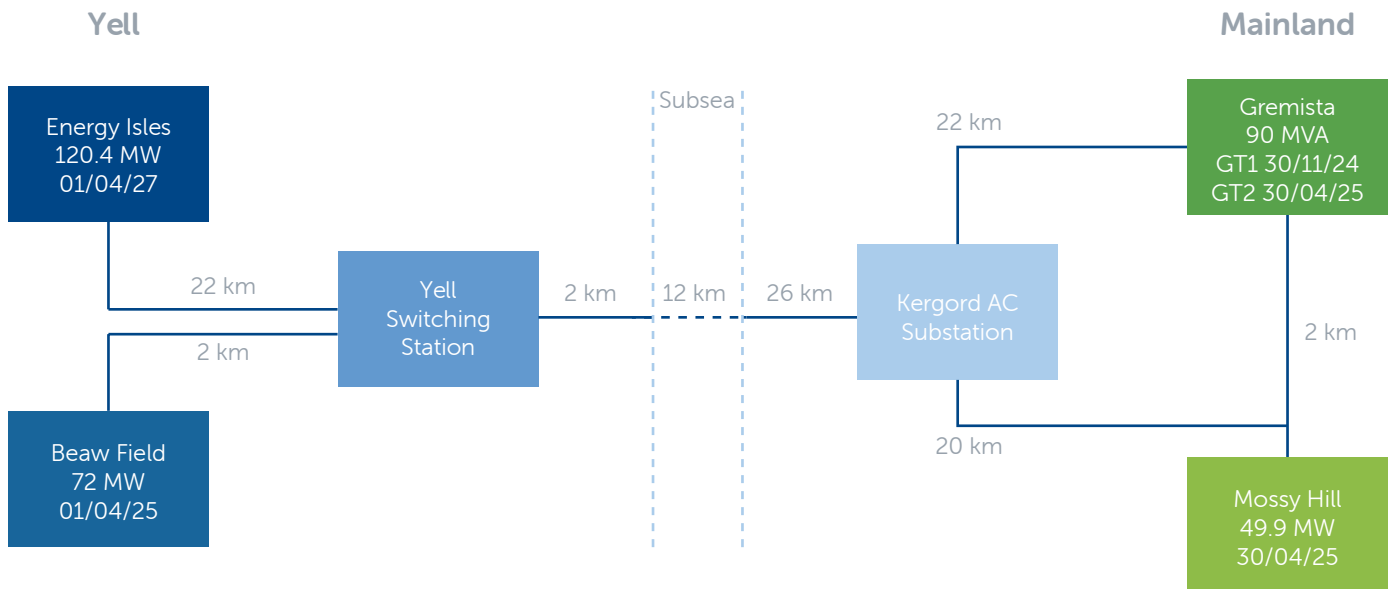 Yell
Mainland
Energy Isles
120.4 MW
01/04/27
Subsea
22 km
Gremista
90 MVA
GT1 30/11/24
GT2 30/04/25
22 km
Yell
Switching
Station
2 km
12 km
26 km
Kergord AC
Substation
2 km
2 km
Beaw Field
72 MW
01/04/25
20 km
Mossy Hill
49.9 MW
30/04/25